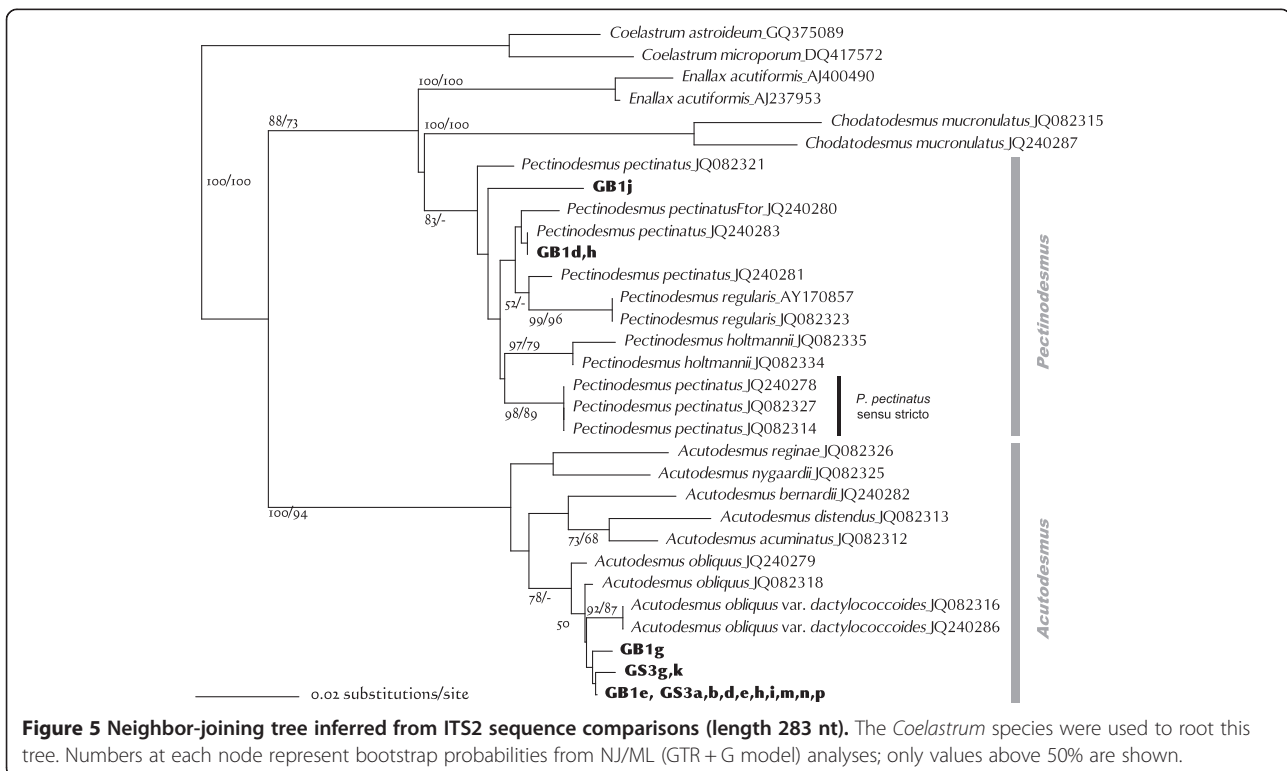 Coelastrum astroideum_GQ375089
Coelastrum microporum_DQ417572
100/100
Enallax acutiformis_AJ400490
Enallax acutiformis_AJ237953
88/73
100/100
Chodatodesmus mucronulatus_JQ082315
Chodatodesmus mucronulatus_JQ240287
100/100
Pectinodesmus pectinatus_JQ082321
GB1j
83/-
Pectinodesmus pectinatusFtor_JQ240280
Pectinodesmus pectinatus_JQ240283
GB1d,h
Pectinodesmus pectinatus_JQ240281
52/-
Pectinodesmus regularis_AY170857
99/96
Pectinodesmus regularis_JQ082323
Pectinodesmus holtmannii_JQ082335
97/79
Pectinodesmus holtmannii_JQ082334
Pectinodesmus pectinatus_JQ240278
Pectinodesmus pectinatus_JQ082327
98/89
Pectinodesmus pectinatus_JQ082314
P. pectinatus
sensu stricto
Pectinodesmus
Acutodesmus reginae_JQ082326
Acutodesmus nygaardii_JQ082325
Acutodesmus bernardii_JQ240282
100/94
Acutodesmus distendus_JQ082313
73/68
Acutodesmus acuminatus_JQ082312
Acutodesmus obliquus_JQ240279
Acutodesmus obliquus_JQ082318
78/-
92/87
Acutodesmus obliquus var. dactylococcoides_JQ082316
50
Acutodesmus obliquus var. dactylococcoides_JQ240286
GB1g
GS3g,k
GB1e, GS3a,b,d,e,h,i,m,n,p
Acutodesmus
0.02 substitutions/site
Figure 5 Neighbor-joining tree inferred from ITS2 sequence comparisons (length 283 nt). The Coelastrum species were used to root this
tree. Numbers at each node represent bootstrap probabilities from NJ/ML (GTR + G model) analyses; only values above 50% are shown.